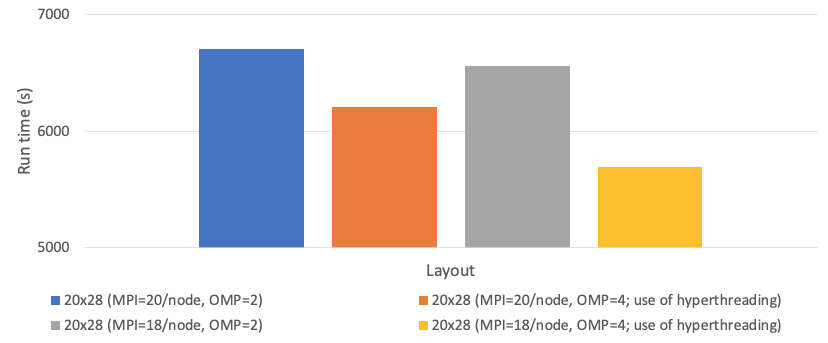 7000
6000
5000
Run time (s)
Layout
20x28 (MPI=20/node, OMP=2)
20x28 (MPI=20/node, OMP=4; use of hyperthreading)
20x28 (MPI=18/node, OMP=2)
20x28 (MPI=18/node, OMP=4; use of hyperthreading)